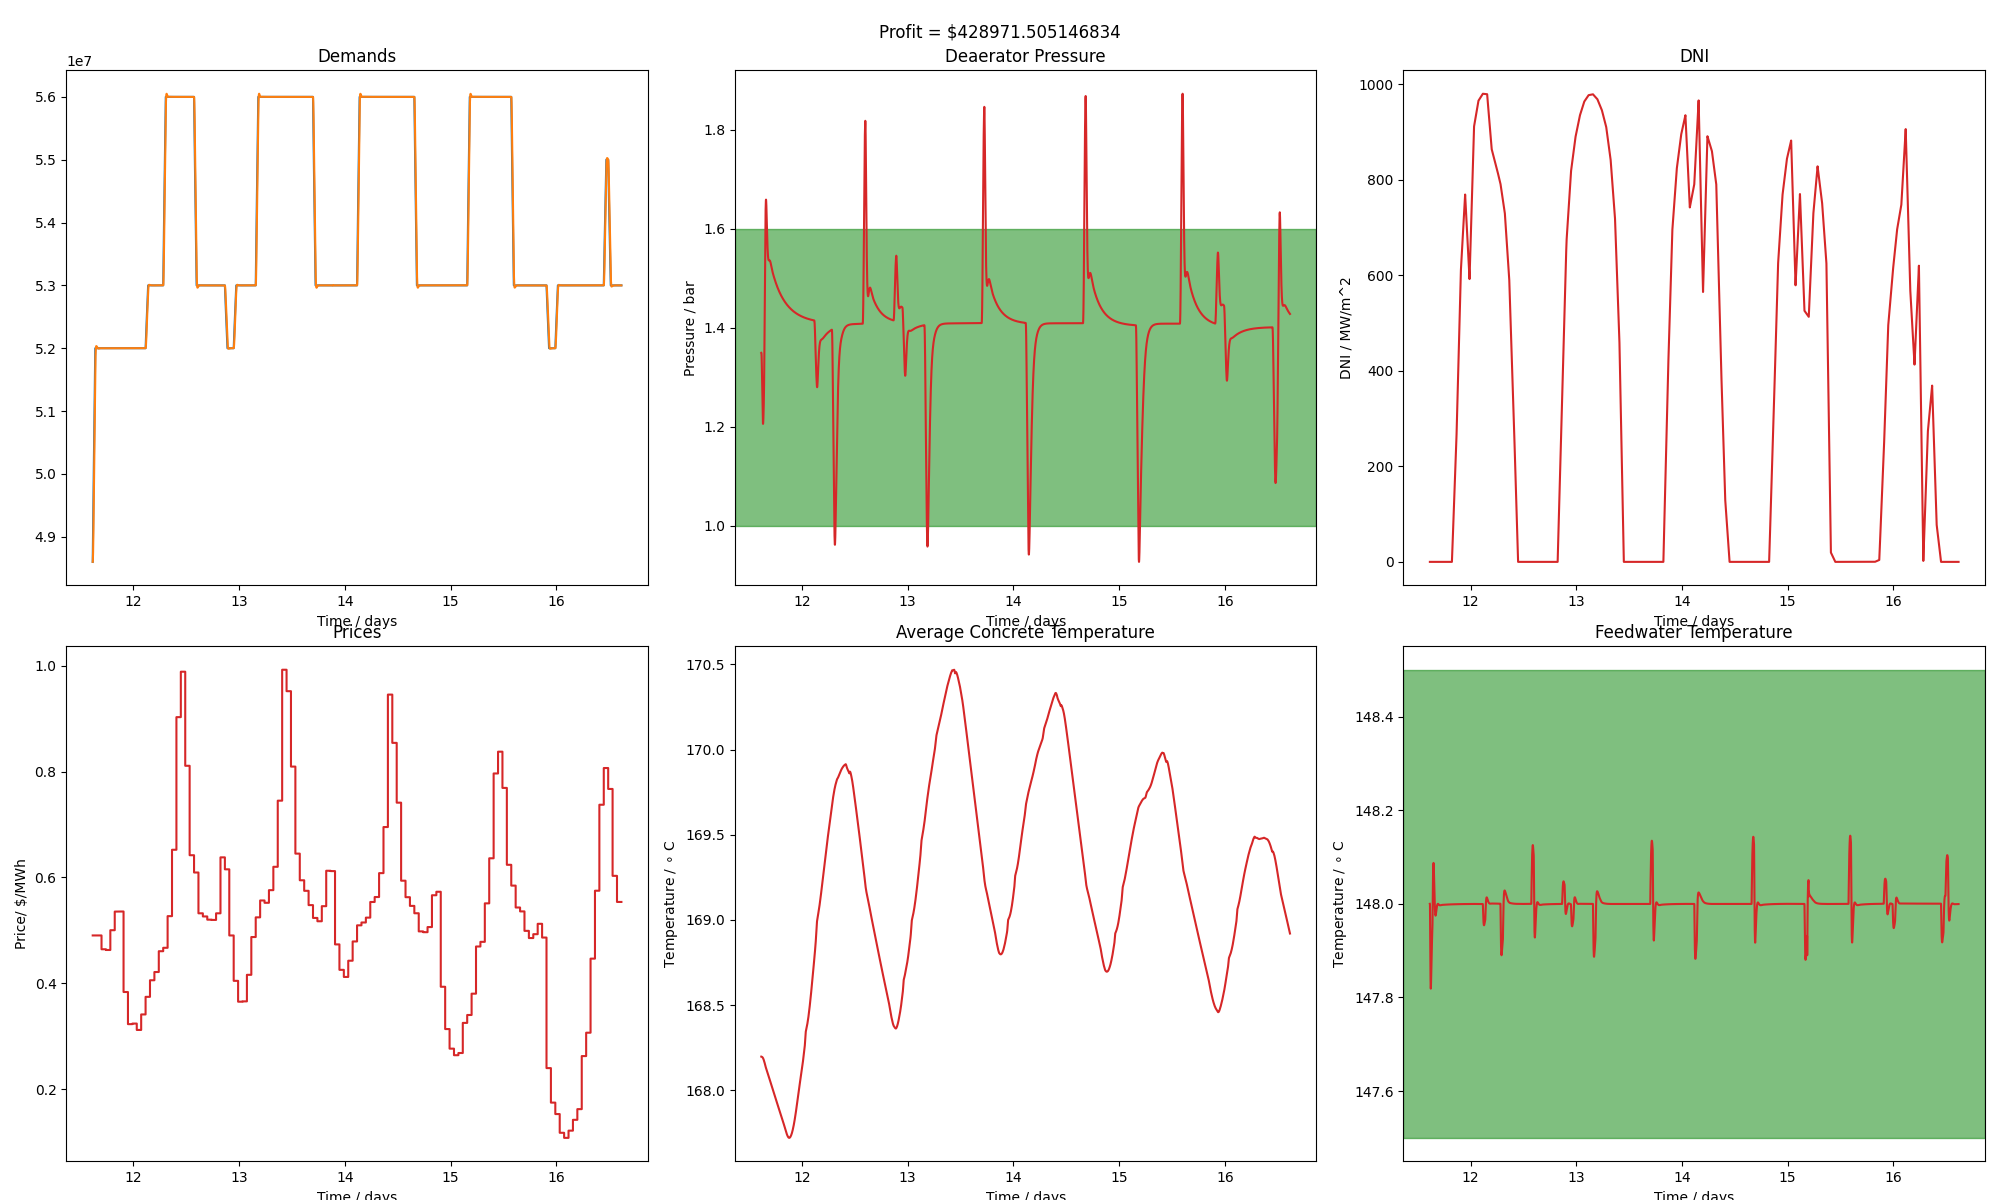 Profit = $428971.505146834
Demands
1e7
5.6
5.5
5.4
5.3
5.2
5.1
5.0
4.9
12 13 14 15 16
Time / days
Deaerator Pressure
Pressure / bar
1.8
1.6
1.4
1.2
1.0
12 13 14 15 16
Time / days
DNI
DNI / MW/m^2
1000
800
600
400
200
0
12 13 14 15 16
Time / days
Prices
Price/ $/MWh
1.0
0.8
0.6
0.4
0.2
12 13 14 15 16
Time / days
Average Concrete Temperature
Temperature / ∘ C
170.5
170.0
169.5
169.0
168.5
168.0
12 13 14 15 16
Time / days
Feedwater Temperature
Temperature / ∘ C
148.4
148.2
148.0
147.8
147.6
12 13 14 15 16
Time / days